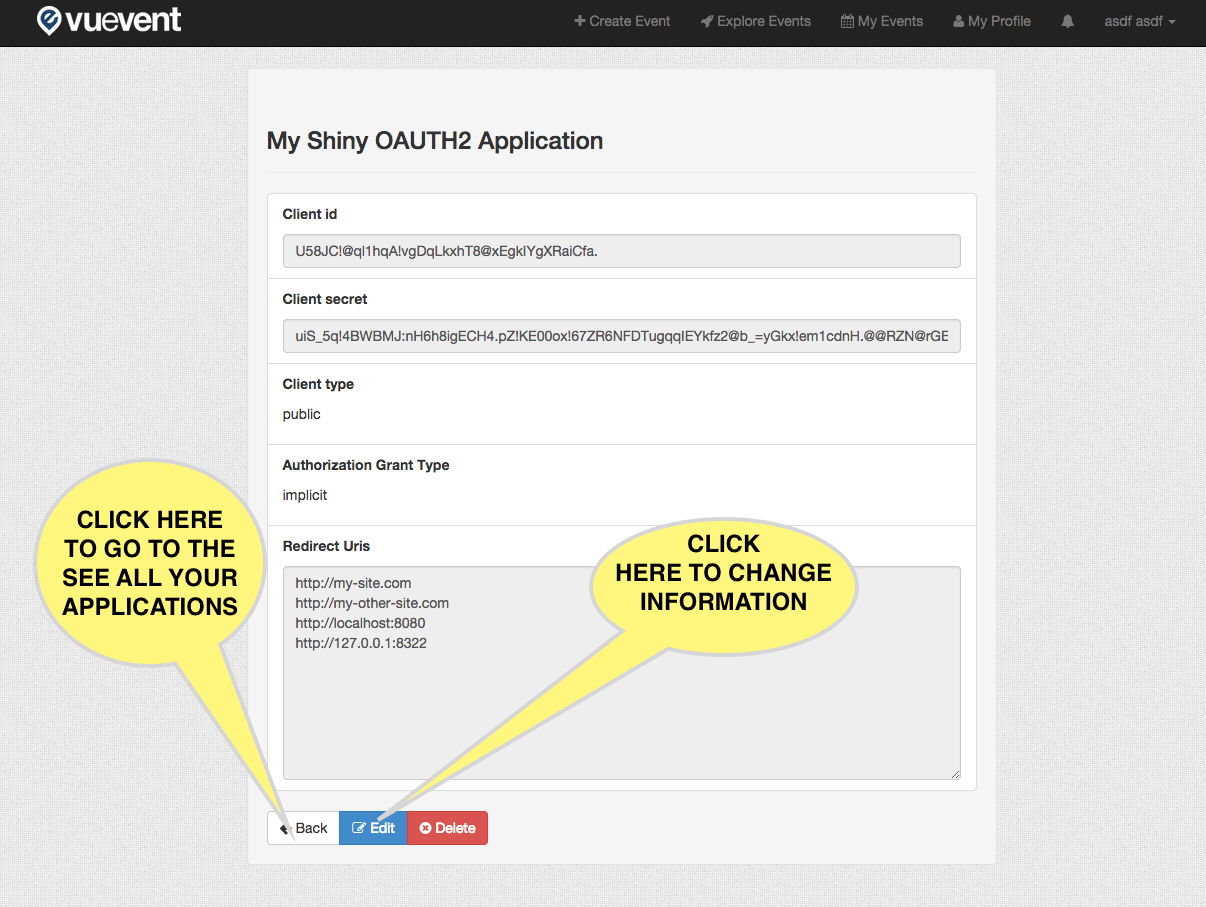 vuevent
Create Event Explore Events My Events My Profile asdf asdf
My Shiny OAUTH2 Application
Client id
U58JC!@ql1hqA!vgDqLkxhT8@xEgkIYgXRaiCfa.
Client secret
uiS_5q!4BWBMJ:nH6h8igECH4.pZ!KE00ox!67ZR6NFDTugqqIEYkfz2@b_=yGkx!em1cdnH.@@RZN@rGE
Client type
public
Authorization Grant Type
implicit
Redirect Uris
http://my-site.com
http://my-other-site.com
http://localhost:8080
http://127.0.0.1:8322
CLICK HERE
TO GO TO THE
SEE ALL YOUR
APPLICATIONS
CLICK
HERE TO CHANGE
INFORMATION
Back Edit Delete